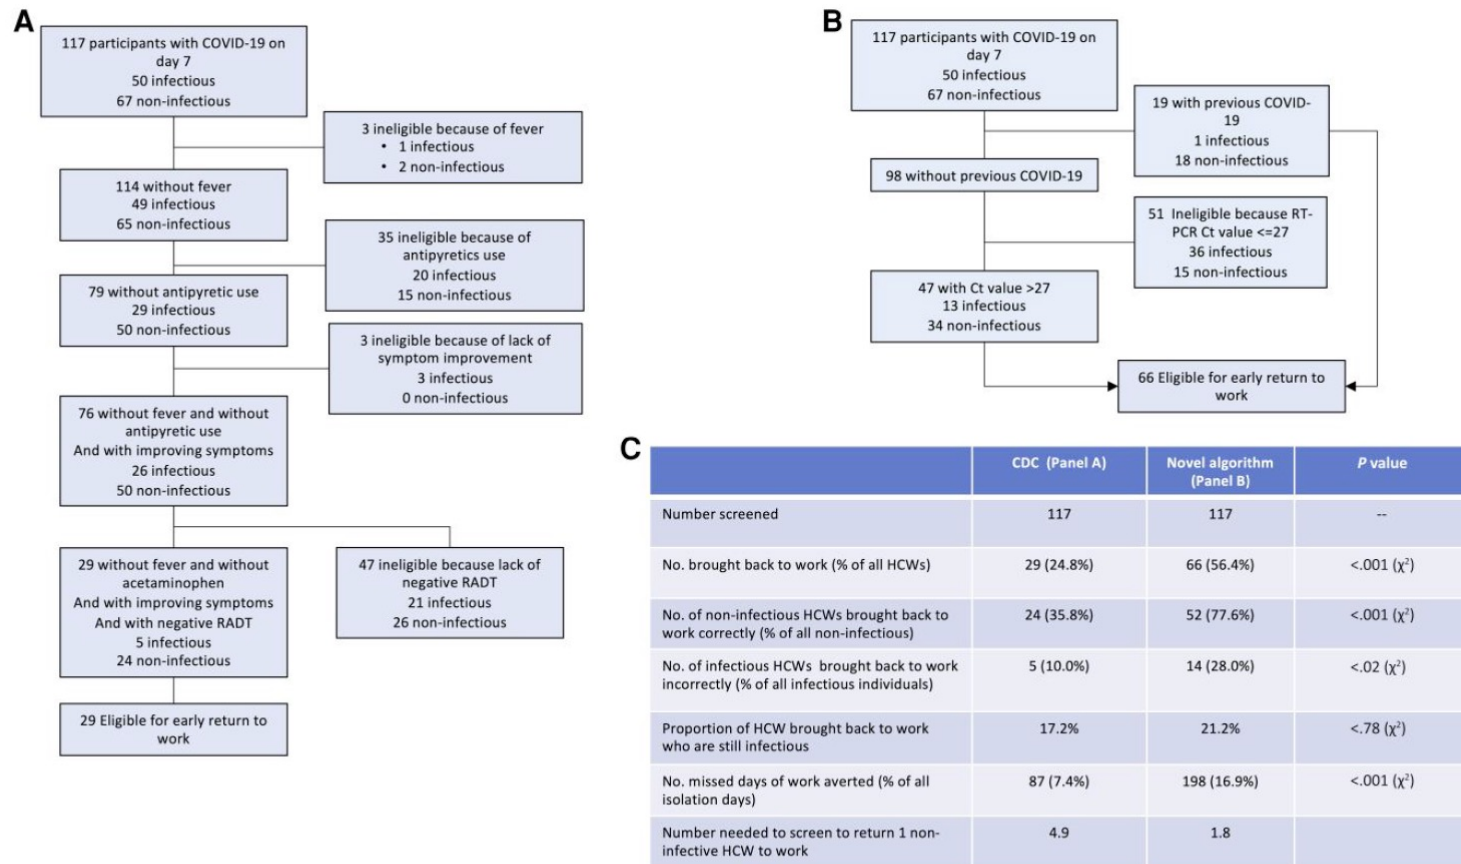 A
117 participants with COVID-19 on
day 7
50 infectious
67 non-infectious
3 ineligible because of fever
• 1 infectious
• 2 non-infectious
114 without fever
49 infectious
65 non-infectious
35 ineligible because of
antipyretics use
20 infectious
15 non-infectious
79 without antipyretic use
29 infectious
50 non-infectious
3 ineligible because of lack of
symptom improvement
3 infectious
0 non-infectious
76 without fever and without
antipyretic use
And with improving symptoms
26 infectious
50 non-infectious
29 without fever and without
acetaminophen
And with improving symptoms
And with negative RADT
5 infectious
24 non-infectious
47 ineligible because lack of
negative RADT
21 infectious
26 non-infectious
29 Eligible for early return to
work
B
117 participants with COVID-19 on
day 7
50 infectious
67 non-infectious
19 with previous COVID-
19
1 infectious
18 non-infectious
98 without previous COVID-19
51 Ineligible because RT-
PCR Ct value <=27
36 infectious
15 non-infectious
47 with Ct value >27
13 infectious
34 non-infectious
66 Eligible for early return to
work
C
CDC (Panel A)
Novel algorithm
(Panel B)
P value
Number screened
117
117
--
No. brought back to work (% of all HCWs)
29 (24.8%)
66 (56.4%)
<.001 (χ²)
No. of non-infectious HCWs brought back to
work correctly (% of all non-infectious)
24 (35.8%)
52 (77.6%)
<.001 (χ²)
No. of infectious HCWs brought back to work
incorrectly (% of all infectious individuals)
5 (10.0%)
14 (28.0%)
<.02 (χ²)
Proportion of HCW brought back to work
who are still infectious
17.2%
21.2%
<.78 (χ²)
No. missed days of work averted (% of all
isolation days)
87 (7.4%)
198 (16.9%)
<.001 (χ²)
Number needed to screen to return 1 non-
infective HCW to work
4.9
1.8